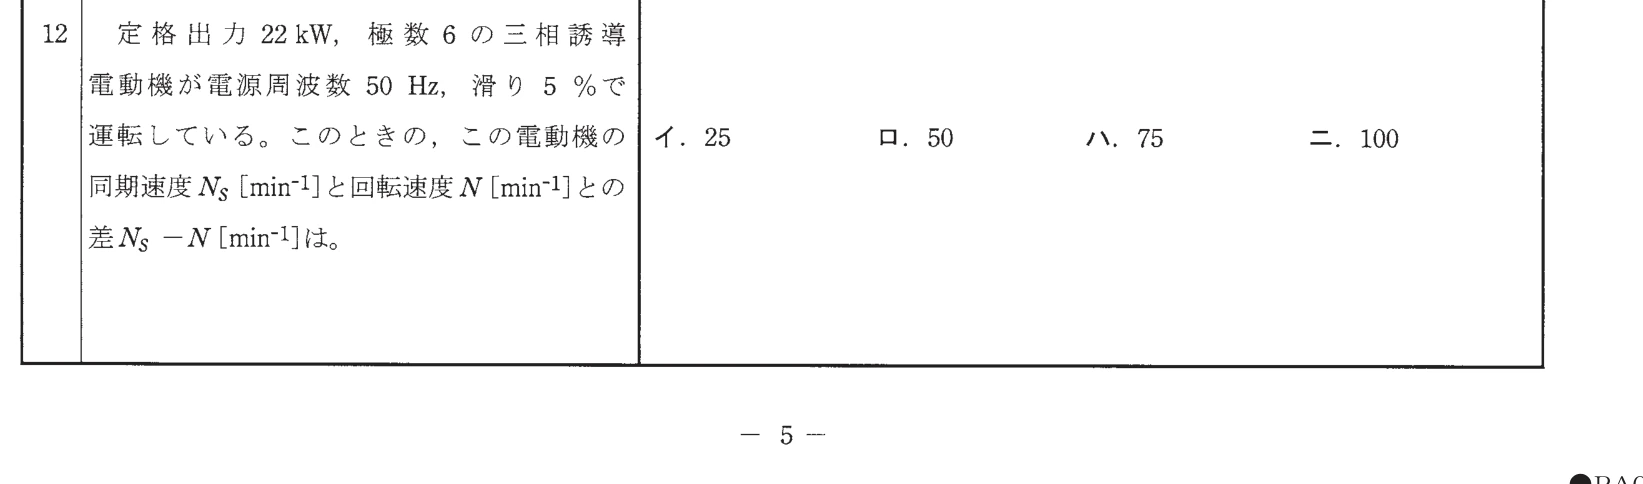 12 定格出力 22 kW, 極数 6 の三相誘導
電動機が電源周波数 50 Hz, 滑り 5 %で
運転している。このときの, この電動機の
同期速度 NS [min-1]と回転速度 N [min-1]との
差 NS － N [min-1]は。
イ. 25 ロ. 50 ハ. 75 ニ. 100
－ 5 －